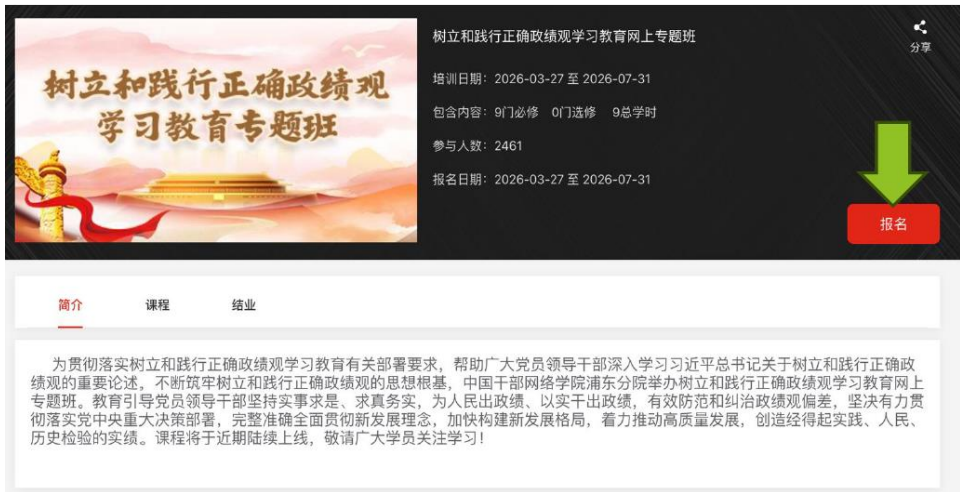 树立和践行正确政绩观
学习教育专题班
树立和践行正确政绩观学习教育网上专题班
分享
培训日期：2026-03-27 至 2026-07-31
包含内容：9门必修 0门选修 9总学时
参与人数：2461
报名日期：2026-03-27 至 2026-07-31
报名
简介 课程 结业
为贯彻落实树立和践行正确政绩观学习教育有关部署要求，帮助广大党员领导干部深入学习习近平总书记关于树立和践行正确政
绩观的重要论述，不断筑牢树立和践行正确政绩观的思想根基，中国干部网络学院浦东分院举办树立和践行正确政绩观学习教育网上
专题班。教育引导党员领导干部坚持实事求是、求真务实，为人民出政绩、以实干出政绩，有效防范和纠治政绩观偏差，坚决有力贯
彻落实党中央重大决策部署，完整准确全面贯彻新发展理念，加快构建新发展格局，着力推动高质量发展，创造经得起实践、人民、
历史检验的实绩。课程将于近期陆续上线，敬请广大学员关注学习！